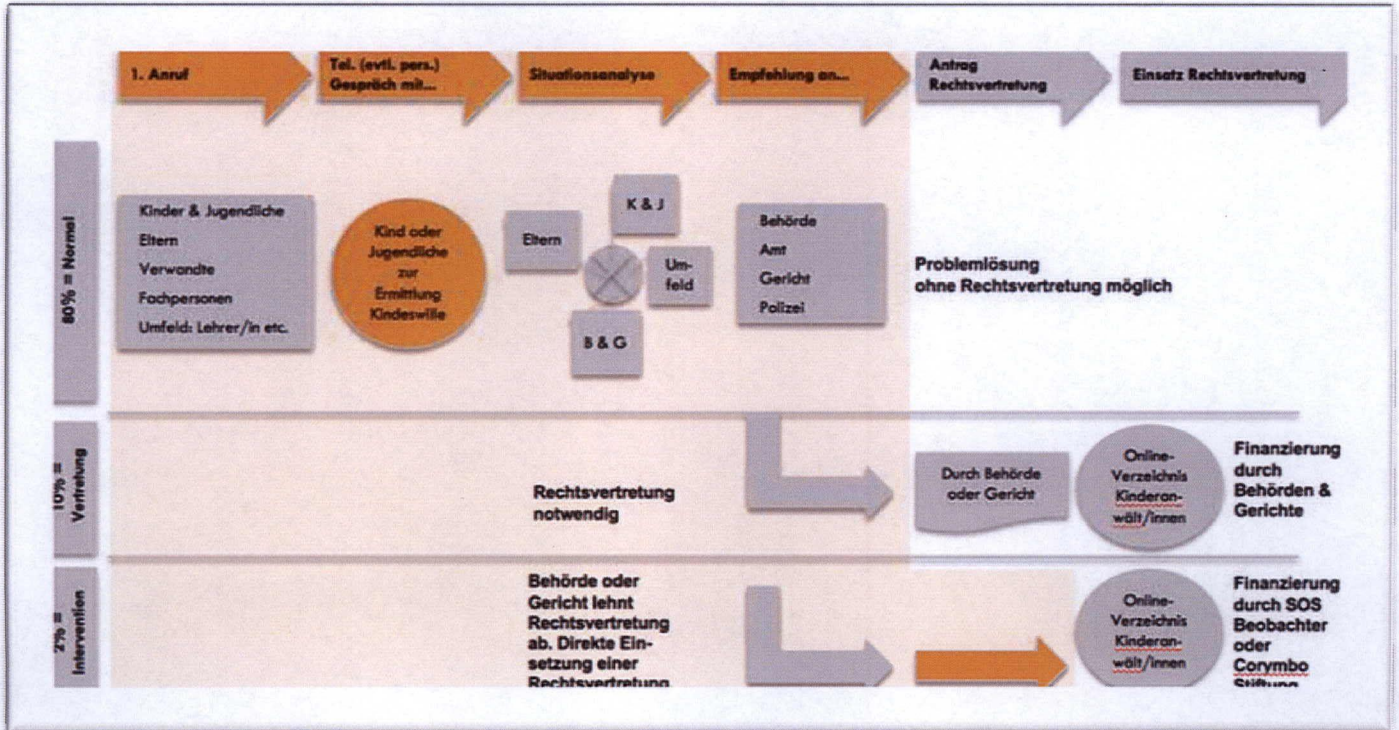 1. Anruf
Tel. (evtl. pers.)
Gespräch mit...
Situationsanalyse
Empfehlung an...
Antrag
Rechtsvertretung
Einsatz Rechtsvertretung
80% = Normal
Kinder & Jugendliche
Eltern
Verwandte
Fachpersonen
Umfeld: Lehrer/in etc.
Kind oder
Jugendliche
zur
Ermittlung
Kindeswille
Eltern
K & J
Um-
feld
B & G
Behörde
Amt
Gericht
Polizei
Problemlösung
ohne Rechtsvertretung möglich
10% =
Vertretung
Rechtsvertretung
notwendig
Durch Behörde
oder Gericht
Online-
Verzeichnis
Kinderan-
wält/innen
Finanzierung
durch
Behörden &
Gerichte
2% =
Intervention
Behörde oder
Gericht lehnt
Rechtsvertretung
ab. Direkte Ein-
setzung einer
Rechtsvertretung
Online-
Verzeichnis
Kinderan-
wält/innen
Finanzierung
durch SOS
Beobachter
oder
Corymbo
Stiftung